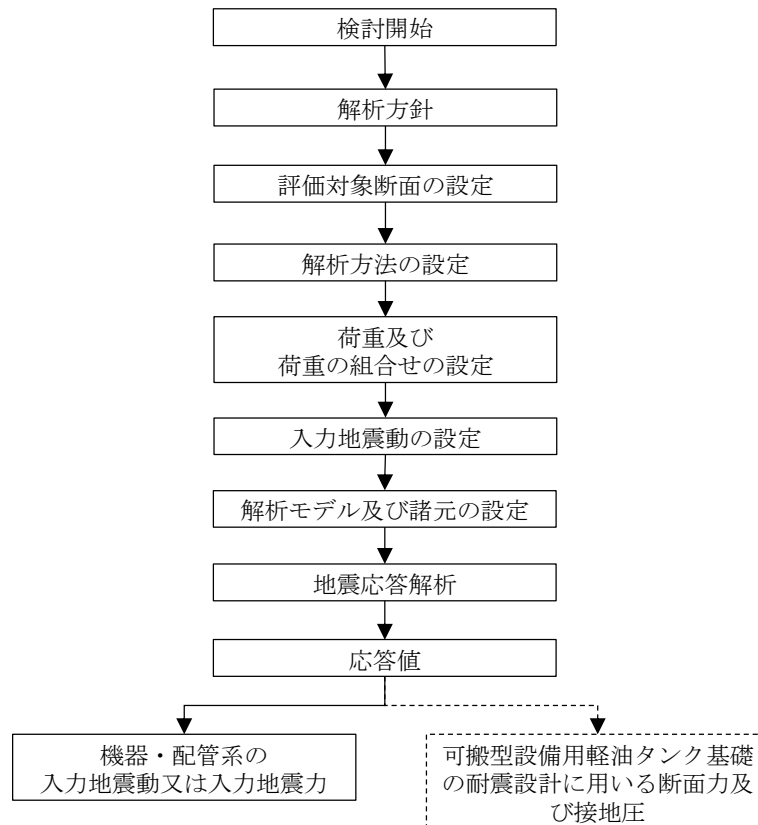 検討開始
解析方針
評価対象断面の設定
解析方法の設定
荷重及び
荷重の組合せの設定
入力地震動の設定
解析モデル及び諸元の設定
地震応答解析
応答値
機器・配管系の
入力地震動又は入力地震力
可搬型設備用軽油タンク基礎
の耐震設計に用いる断面力及
び接地圧